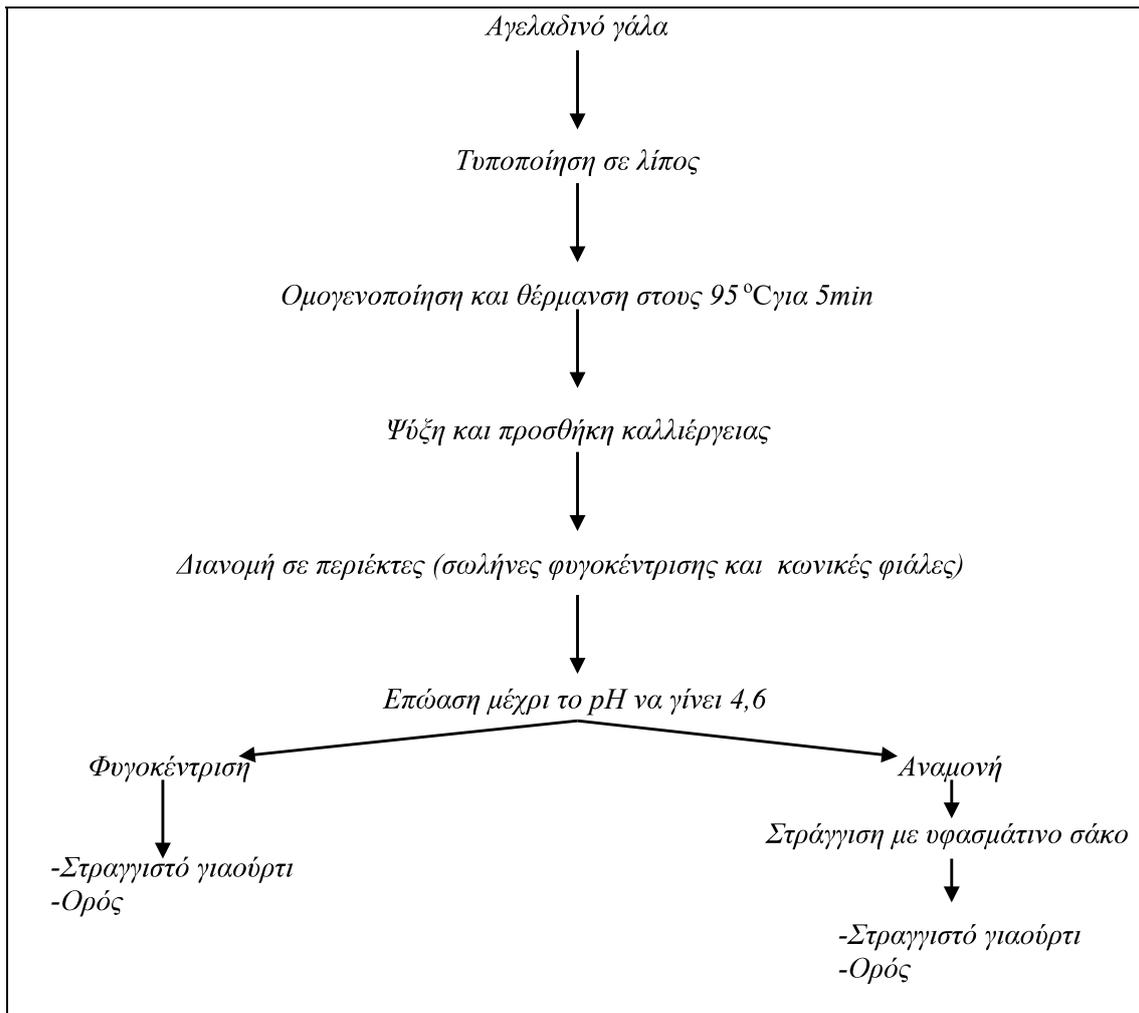 Αγελαδινό γάλα
Τυποποίηση σε λίπος
Ομογενοποίηση και θέρμανση στους 95 °Cγια 5min
Ψύξη και προσθήκη καλλιέργειας
Διανομή σε περιέκτες (σωλήνες φυγοκέντρισης και κωνικές φιάλες)
Επώαση μέχρι το pH να γίνει 4,6
Φυγοκέντριση
-Στραγγιστό γιαούρτι
-Ορός
Αναμονή
Στράγγιση με υφασμάτινο σάκο
-Στραγγιστό γιαούρτι
-Ορός